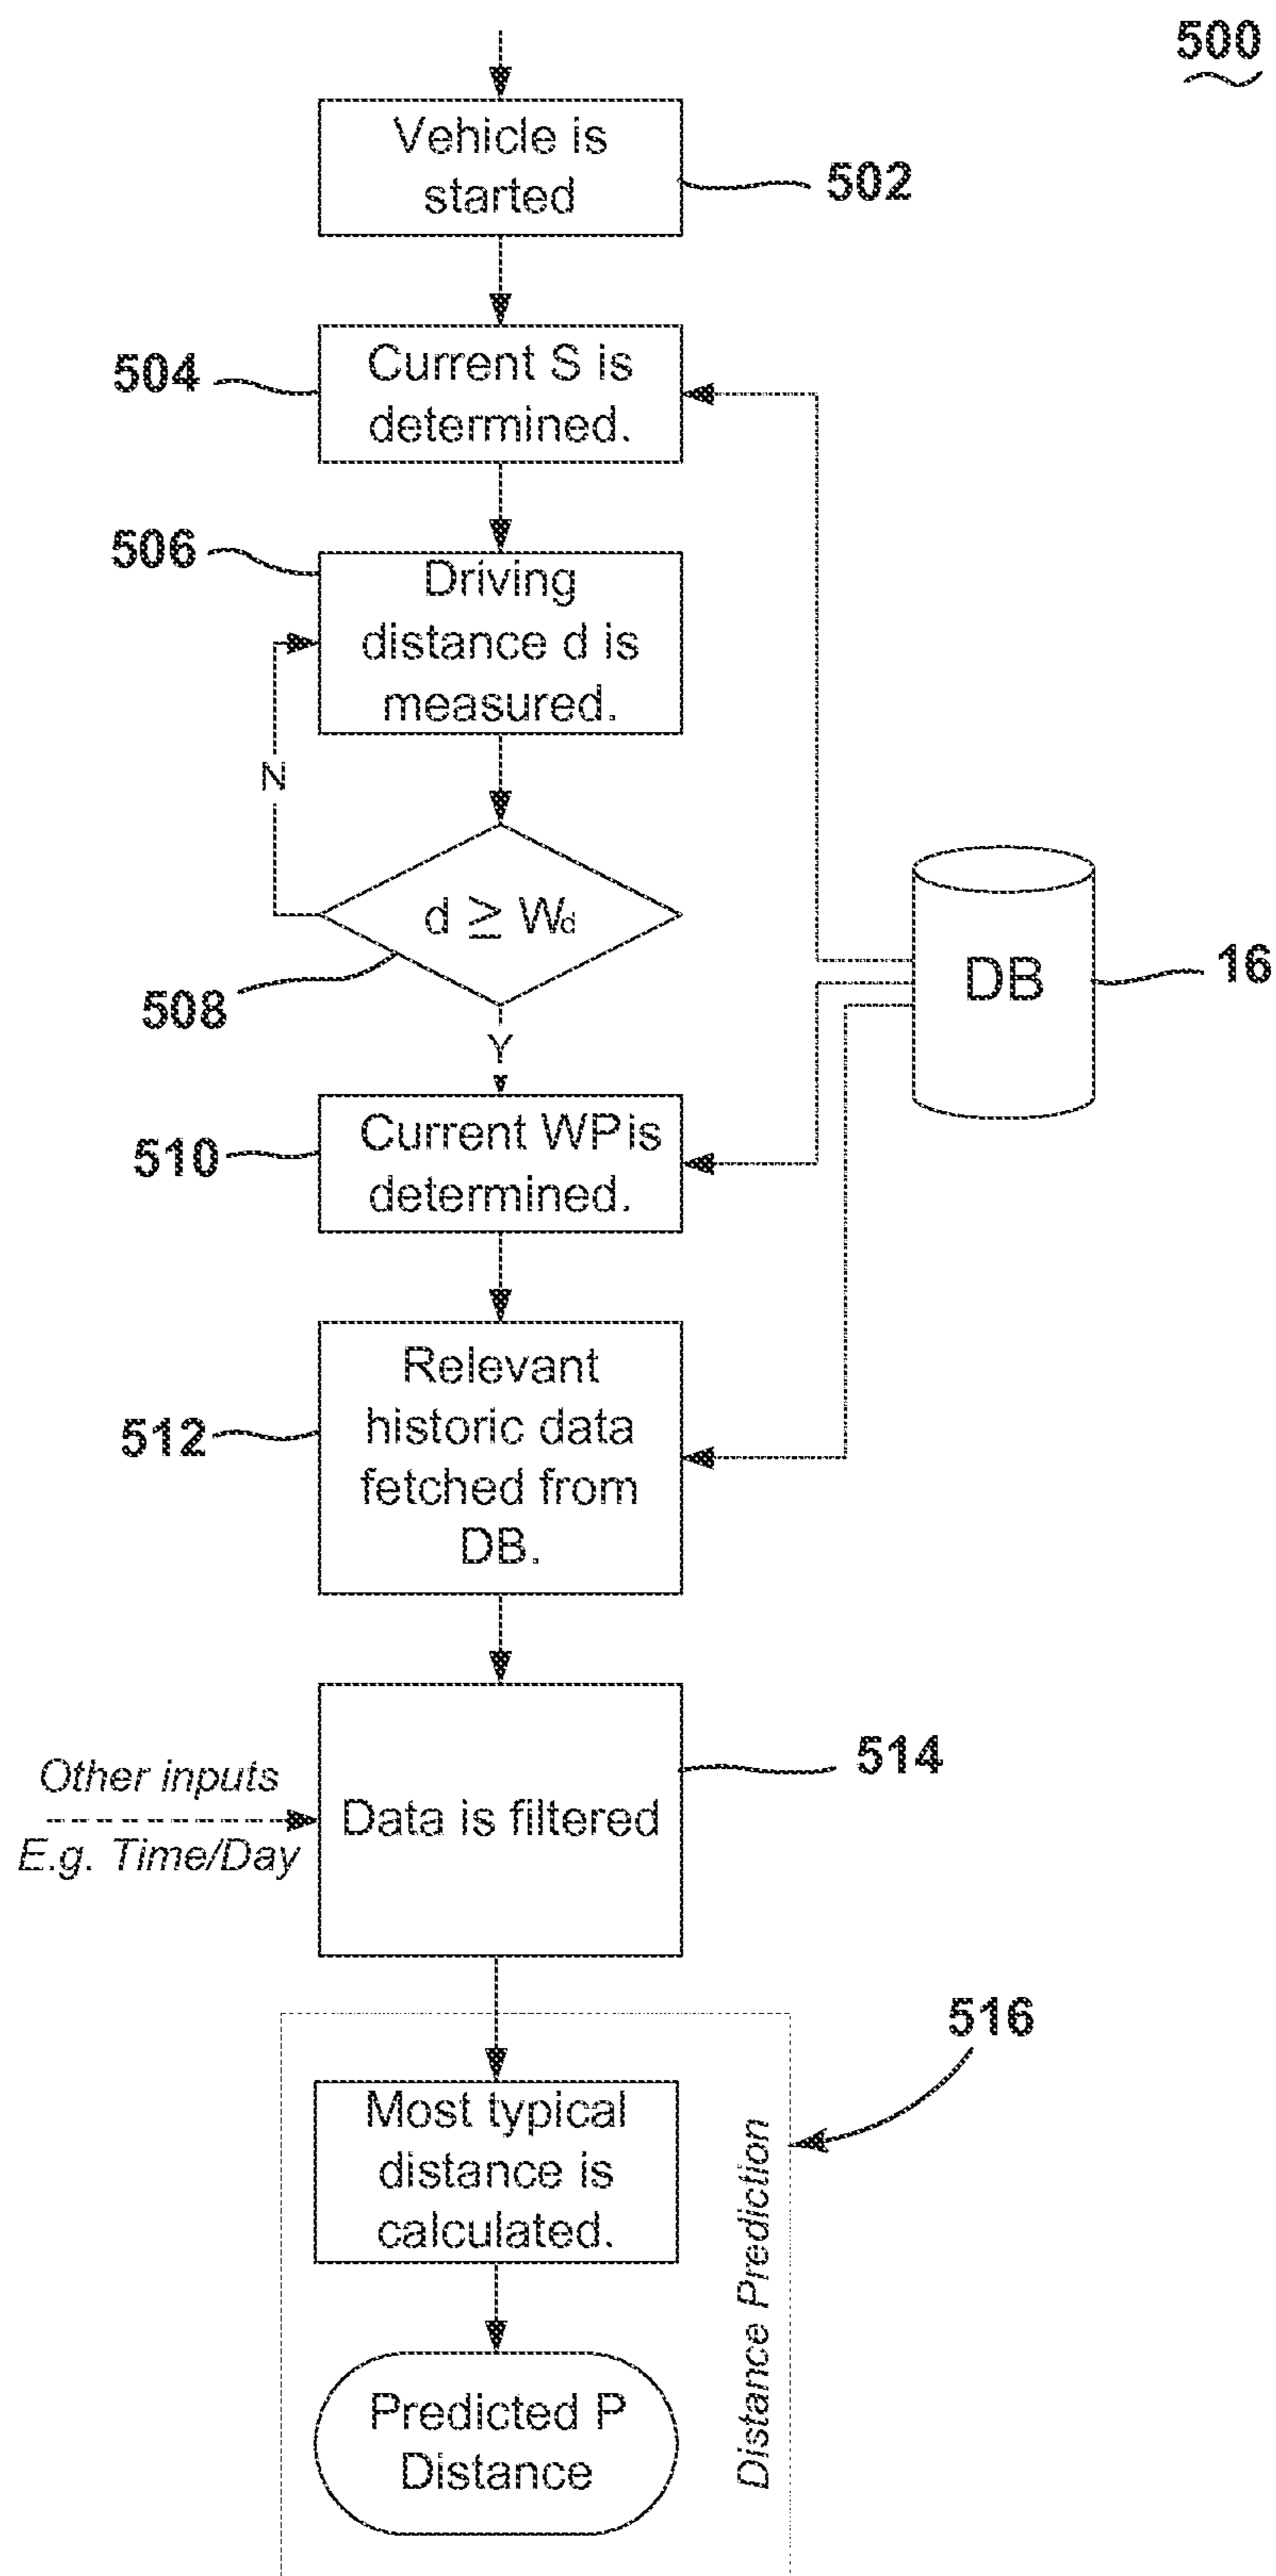 500
Vehicle is
started
502
504
Current S is
determined.
506
Driving
distance d is
measured.
N
d ≥ Wd
508
Y
DB
16
510
Current WP is
determined.
512
Relevant
historic data
fetched from
DB.
514
Other inputs
E.g. Time/Day
Data is filtered
516
Most typical
distance is
calculated.
Distance Prediction
Predicted P
Distance